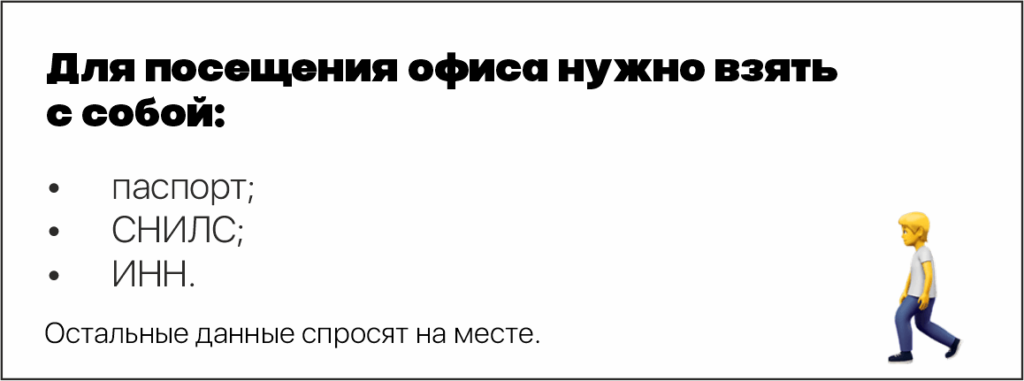 Для посещения офиса нужно взять
с собой:
• паспорт;
• СНИЛС;
• ИНН.
Остальные данные спросят на месте.